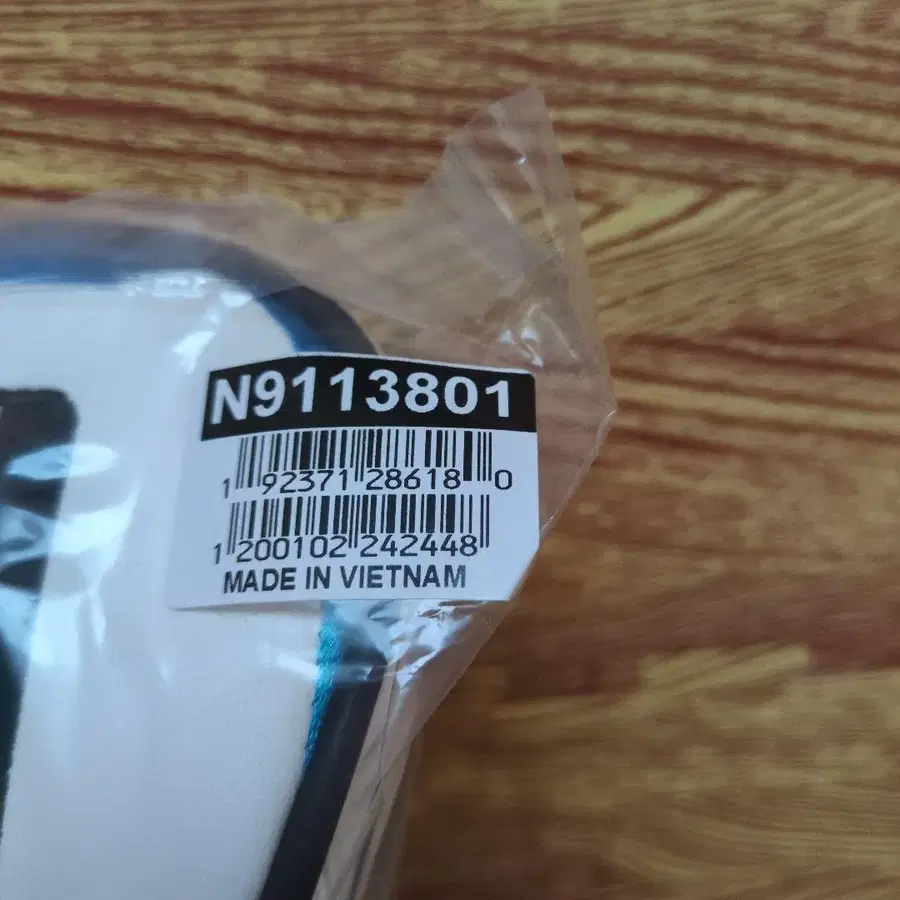 N9113801
1 92371 28618 0
1 200102 242448
MADE IN VIETNAM